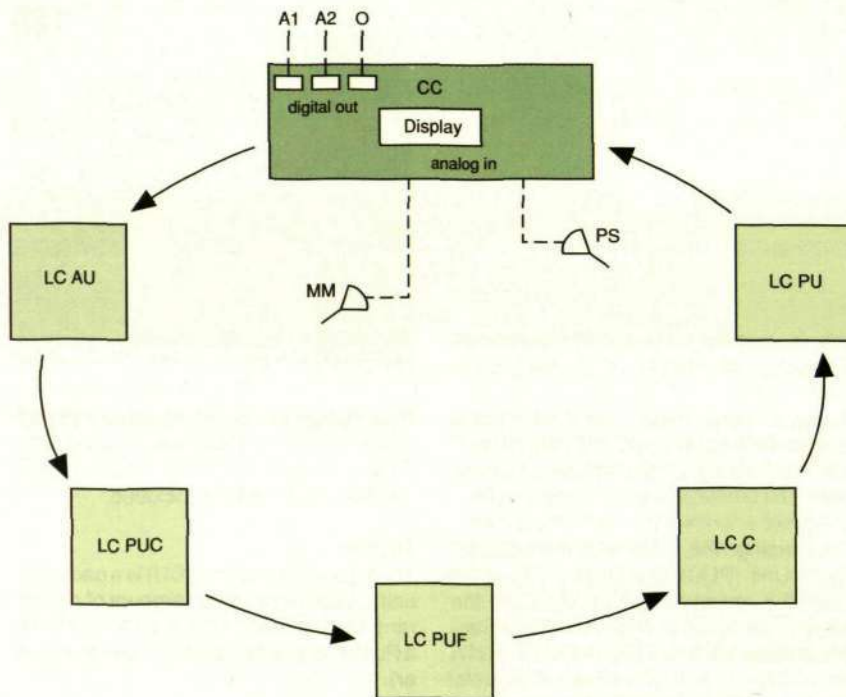 A1 A2 O
CC
digital out
Display
analog in
PS
MM
LC AU
LC PU
LC PUC
LC C
LC PUF